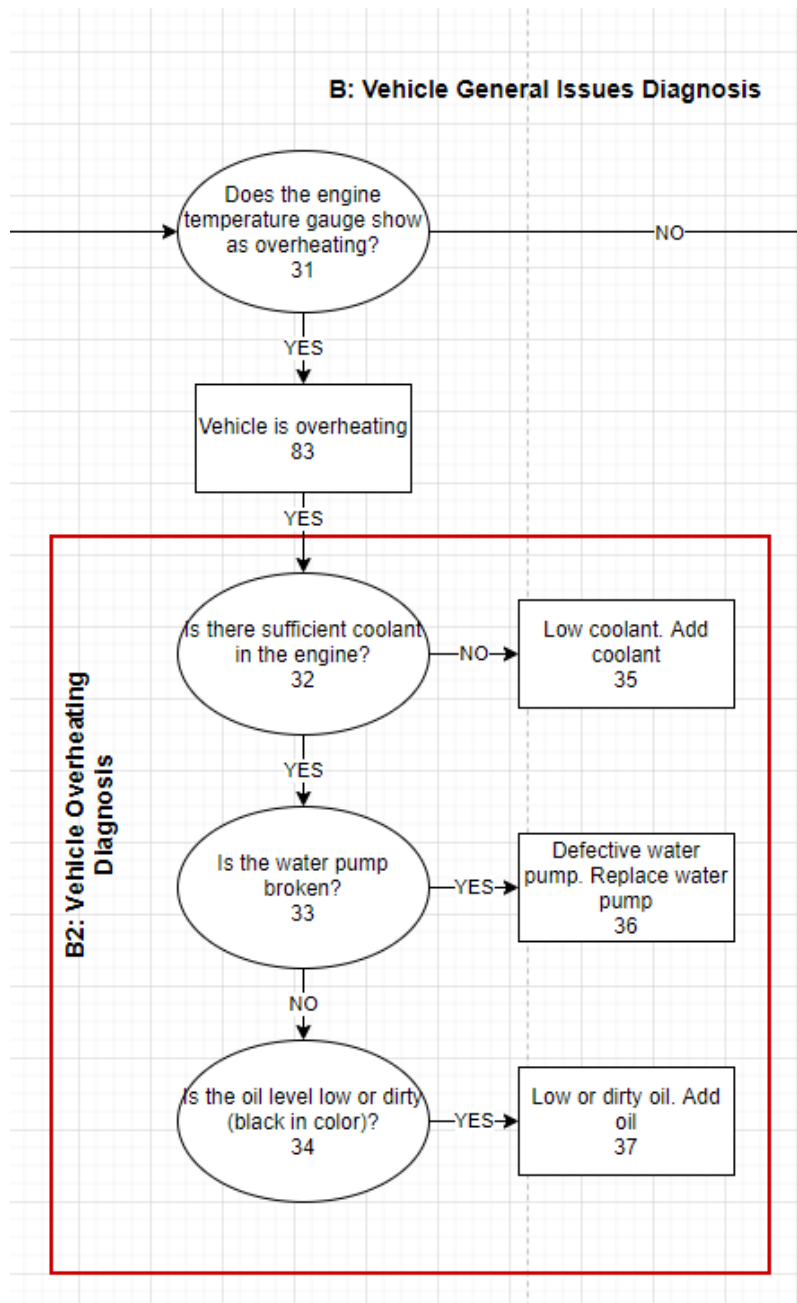 B: Vehicle General Issues Diagnosis
Does the engine
temperature gauge show
as overheating?
31
NO
YES
Vehicle is overheating
83
YES
B2: Vehicle Overheating
Diagnosis
Is there sufficient coolant
in the engine?
32
NO
Low coolant. Add
coolant
35
YES
Is the water pump
broken?
33
YES
Defective water
pump. Replace water
pump
36
NO
Is the oil level low or dirty
(black in color)?
34
YES
Low or dirty oil. Add
oil
37